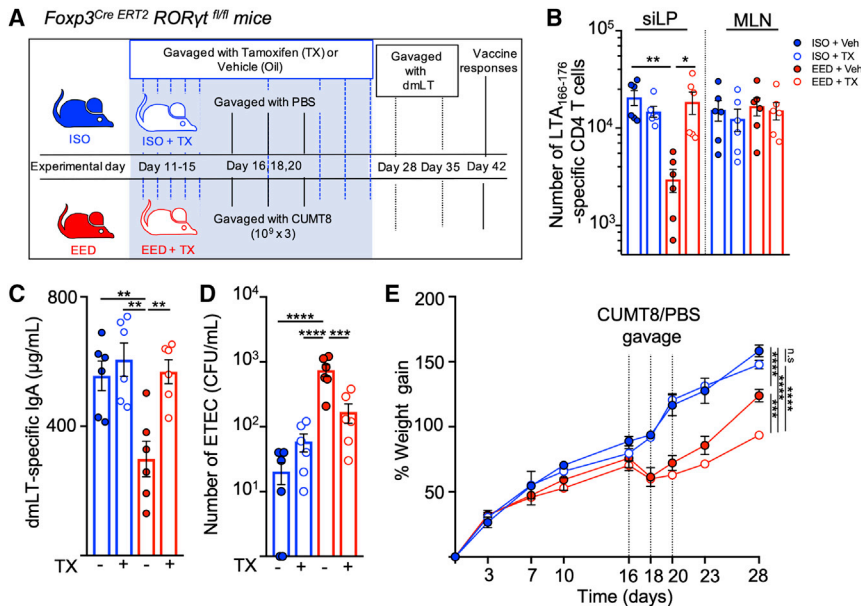 Foxp3Cre ERT2 RORγt fl/fl mice
A
Gavaged with Tamoxifen (TX) or
Vehicle (Oil)
Gavaged
with
dmLT
Vaccine
responses
Gavaged with PBS
ISO
ISO + TX
Experimental day
Day 11-15
Day 16,18,20
Day 28
Day 35
Day 42
EED
EED + TX
Gavaged with CUMT8
(10⁹ x 3)
B
siLP
MLN
ISO + Veh
ISO + TX
EED + Veh
EED + TX
** *
Number of LTA166-176
-specific CD4 T cells
10⁵
10⁴
10³
C
dmLT-specific IgA (µg/mL)
800
400
**
** **
TX - + - +
D
Number of ETEC (CFU/mL)
10⁴
10³
10²
10¹
****
**** ***
- + - +
E
% Weight gain
200
150
100
50
CUMT8/PBS
gavage
n.s
****
****
****
***
3 7 10 16 18 20 23 28
Time (days)